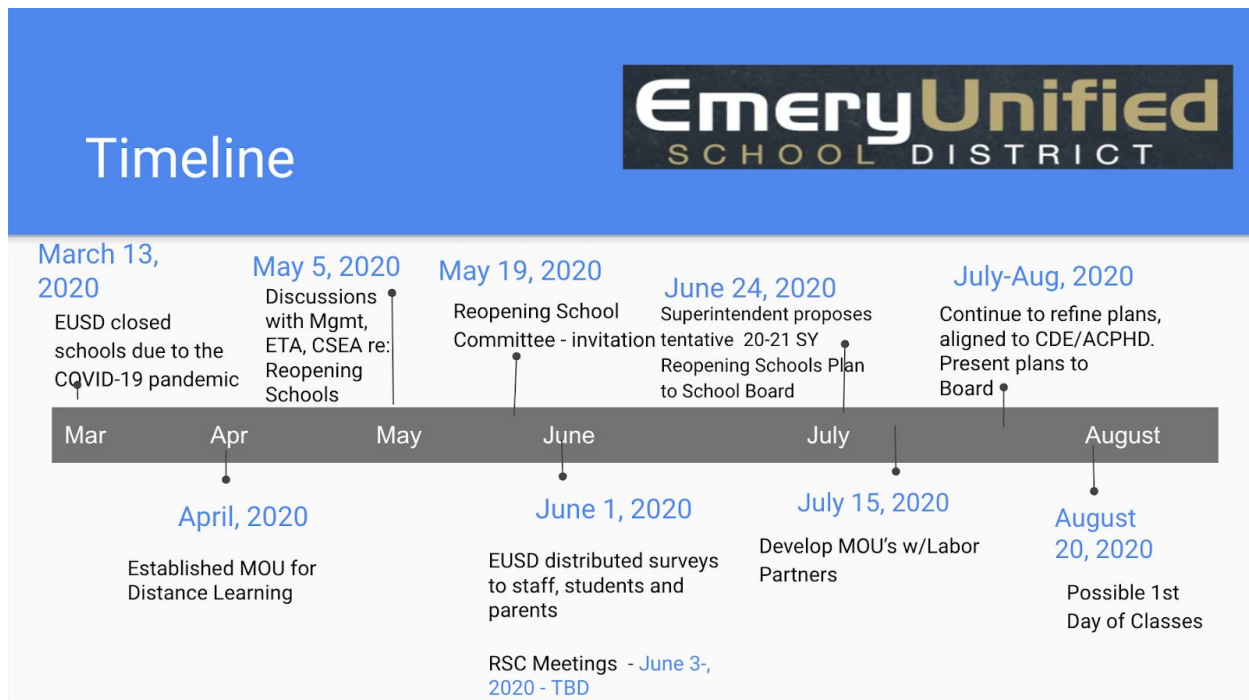 Timeline
EmeryUnified
SCHOOL DISTRICT
March 13,
2020
EUSD closed
schools due to the
COVID-19 pandemic
May 5, 2020
Discussions
with Mgmt,
ETA, CSEA re:
Reopening
Schools
May 19, 2020
Reopening School
Committee - invitation
June 24, 2020
Superintendent proposes
tentative 20-21 SY
Reopening Schools Plan
to School Board
July-Aug, 2020
Continue to refine plans,
aligned to CDE/ACPHD.
Present plans to
Board
Mar Apr May June July August
April, 2020
Established MOU for
Distance Learning
June 1, 2020
EUSD distributed surveys
to staff, students and
parents
RSC Meetings - June 3-,
2020 - TBD
July 15, 2020
Develop MOU's w/Labor
Partners
August
20, 2020
Possible 1st
Day of Classes